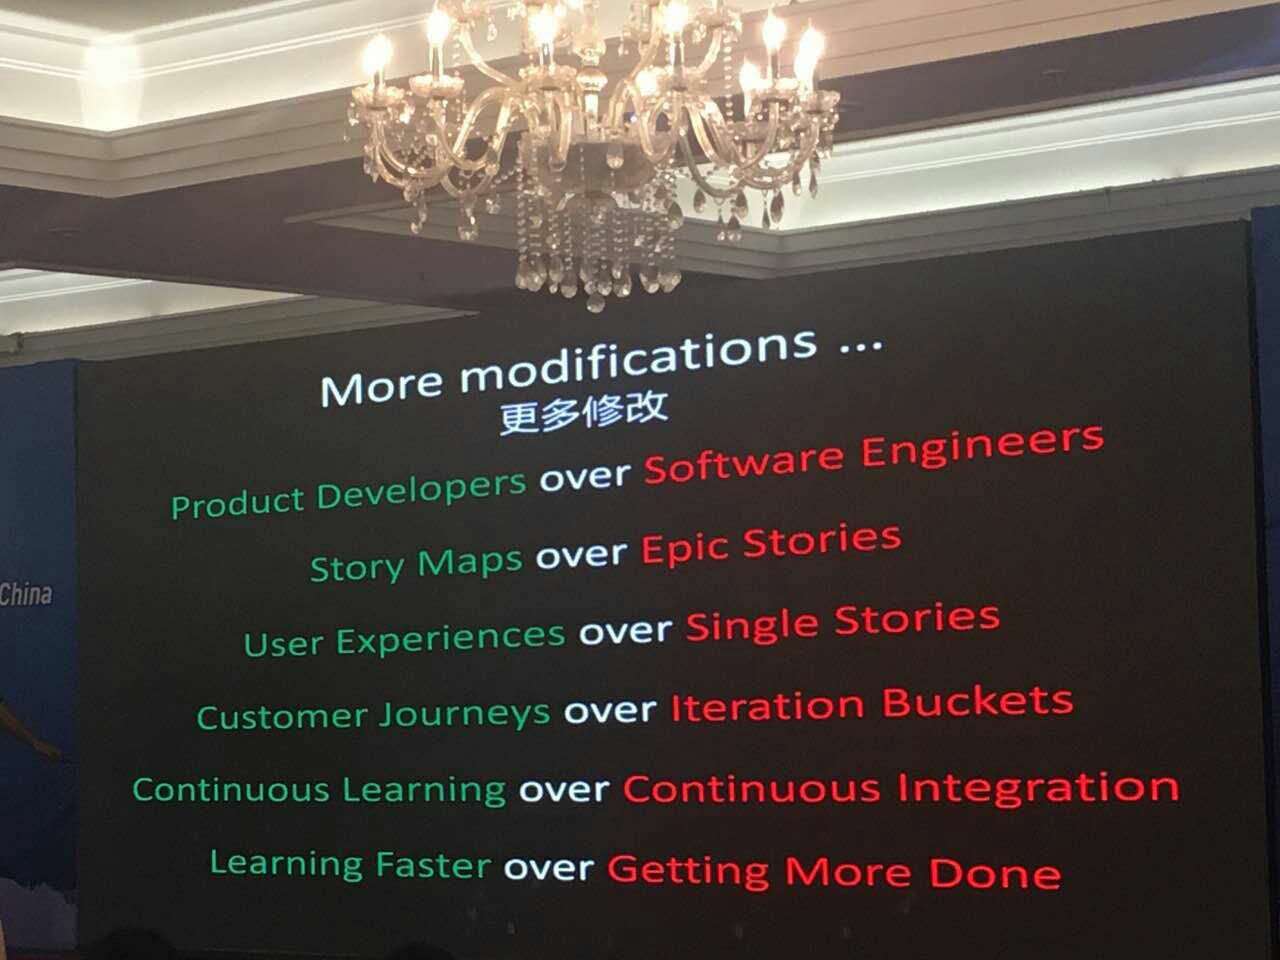 More modifications ...
更多修改
Product Developers over Software Engineers
Story Maps over Epic Stories
User Experiences over Single Stories
Customer Journeys over Iteration Buckets
Continuous Learning over Continuous Integration
Learning Faster over Getting More Done
China